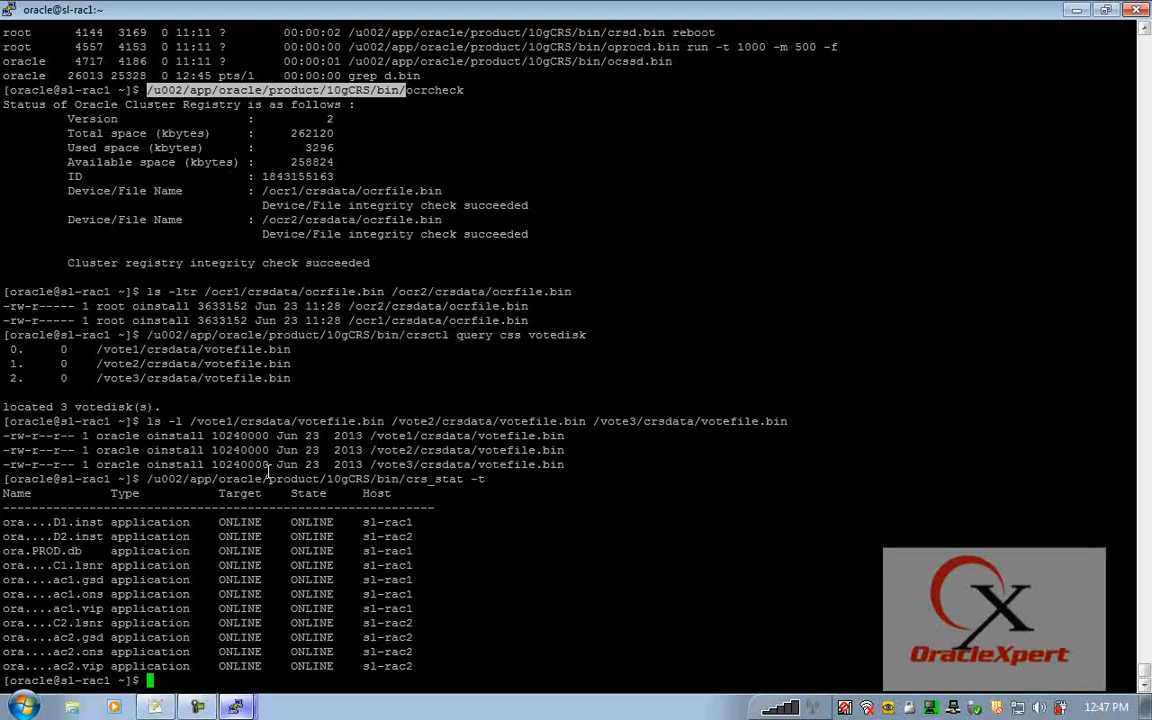 oracle@sl-rac1:~
root      4144  3169  0 11:11 ?        00:00:02 /u002/app/oracle/product/10gCRS/bin/crsd.bin reboot
root      4557  4153  0 11:11 ?        00:00:00 /u002/app/oracle/product/10gCRS/bin/oprocd.bin run -t 1000 -m 500 -f
oracle    4717  4186  0 11:11 ?        00:00:01 /u002/app/oracle/product/10gCRS/bin/ocssd.bin
oracle   26013 25328  0 12:45 pts/1    00:00:00 grep d.bin
[oracle@sl-rac1 ~]$ /u002/app/oracle/product/10gCRS/bin/ocrcheck
Status of Oracle Cluster Registry is as follows :
Version                  :          2
Total space (kbytes)     :     262120
Used space (kbytes)      :       3296
Available space (kbytes) :     258824
ID                       : 1843155163
Device/File Name         : /ocr1/crsdata/ocrfile.bin
Device/File integrity check succeeded
Device/File Name         : /ocr2/crsdata/ocrfile.bin
Device/File integrity check succeeded
Cluster registry integrity check succeeded
[oracle@sl-rac1 ~]$ ls -ltr /ocr1/crsdata/ocrfile.bin /ocr2/crsdata/ocrfile.bin
-rw-r----- 1 root oinstall 3633152 Jun 23 11:28 /ocr2/crsdata/ocrfile.bin
-rw-r----- 1 root oinstall 3633152 Jun 23 11:28 /ocr1/crsdata/ocrfile.bin
[oracle@sl-rac1 ~]$ /u002/app/oracle/product/10gCRS/bin/crsctl query css votedisk
0.     0    /vote1/crsdata/votefile.bin
1.     0    /vote2/crsdata/votefile.bin
2.     0    /vote3/crsdata/votefile.bin
located 3 votedisk(s).
[oracle@sl-rac1 ~]$ ls -l /vote1/crsdata/votefile.bin /vote2/crsdata/votefile.bin /vote3/crsdata/votefile.bin
-rw-r--r-- 1 oracle oinstall 10240000 Jun 23  2013 /vote1/crsdata/votefile.bin
-rw-r--r-- 1 oracle oinstall 10240000 Jun 23  2013 /vote2/crsdata/votefile.bin
-rw-r--r-- 1 oracle oinstall 10240000 Jun 23  2013 /vote3/crsdata/votefile.bin
[oracle@sl-rac1 ~]$ /u002/app/oracle/product/10gCRS/bin/crs_stat -t
Name           Type           Target    State     Host
------------------------------------------------------------
ora....D1.inst application    ONLINE    ONLINE    sl-rac1
ora....D2.inst application    ONLINE    ONLINE    sl-rac2
ora.PROD.db    application    ONLINE    ONLINE    sl-rac1
ora....C1.lsnr application    ONLINE    ONLINE    sl-rac1
ora....ac1.gsd application    ONLINE    ONLINE    sl-rac1
ora....ac1.ons application    ONLINE    ONLINE    sl-rac1
ora....ac1.vip application    ONLINE    ONLINE    sl-rac1
ora....C2.lsnr application    ONLINE    ONLINE    sl-rac2
ora....ac2.gsd application    ONLINE    ONLINE    sl-rac2
ora....ac2.ons application    ONLINE    ONLINE    sl-rac2
ora....ac2.vip application    ONLINE    ONLINE    sl-rac2
[oracle@sl-rac1 ~]$
OracleXpert
12:47 PM